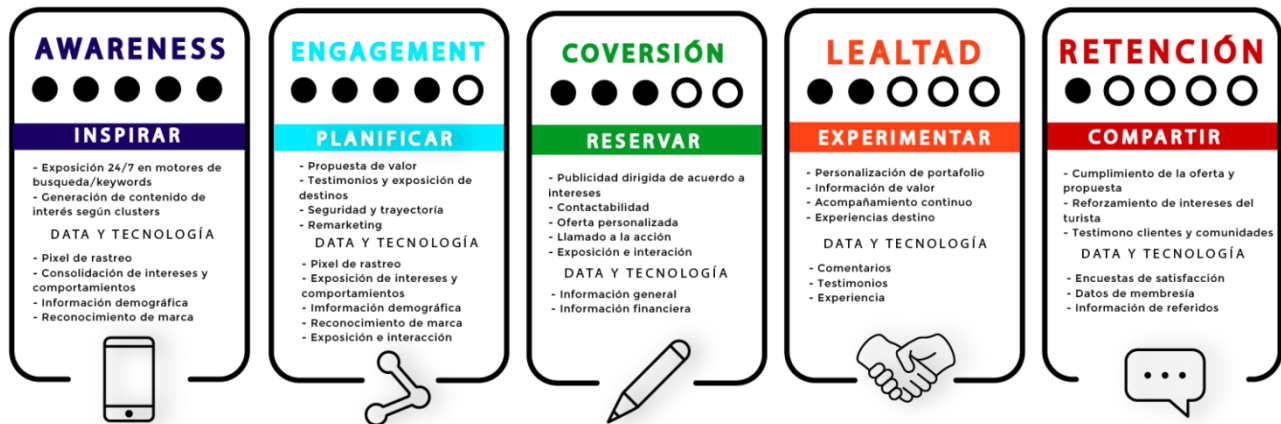 AWARENESS
INSPIRAR
- Exposición 24/7 en motores de
busqueda/keywords
- Generación de contenido de
interés según clusters
DATA Y TECNOLOGÍA
- Pixel de rastreo
- Consolidación de intereses y
comportamientos
- Información demográfica
- Reconocimiento de marca
ENGAGEMENT
PLANIFICAR
- Propuesta de valor
- Testimonios y exposición de
destinos
- Seguridad y trayectoría
- Remarketing
DATA Y TECNOLOGÍA
- Pixel de rastreo
- Exposición de intereses y
comportamientos
- Imformación demográfica
- Reconocimiento de marca
- Exposición e interacción
COVERSIÓN
RESERVAR
- Publicidad dirigida de acuerdo a
intereses
- Contactabilidad
- Oferta personalizada
- Llamado a la acción
- Exposición e interación
DATA Y TECNOLOGÍA
- Información general
- Información financiera
LEALTAD
EXPERIMENTAR
- Personalización de portafolio
- Información de valor
- Acompañamiento continuo
- Experiencias destino
DATA Y TECNOLOGÍA
- Comentarios
- Testimonios
- Experiencia
RETENCIÓN
COMPARTIR
- Cumplimiento de la oferta y
propuesta
- Reforzamiento de intereses del
turista
- Testimono clientes y comunidades
DATA Y TECNOLOGÍA
- Encuestas de satisfacción
- Datos de membresía
- Información de referidos